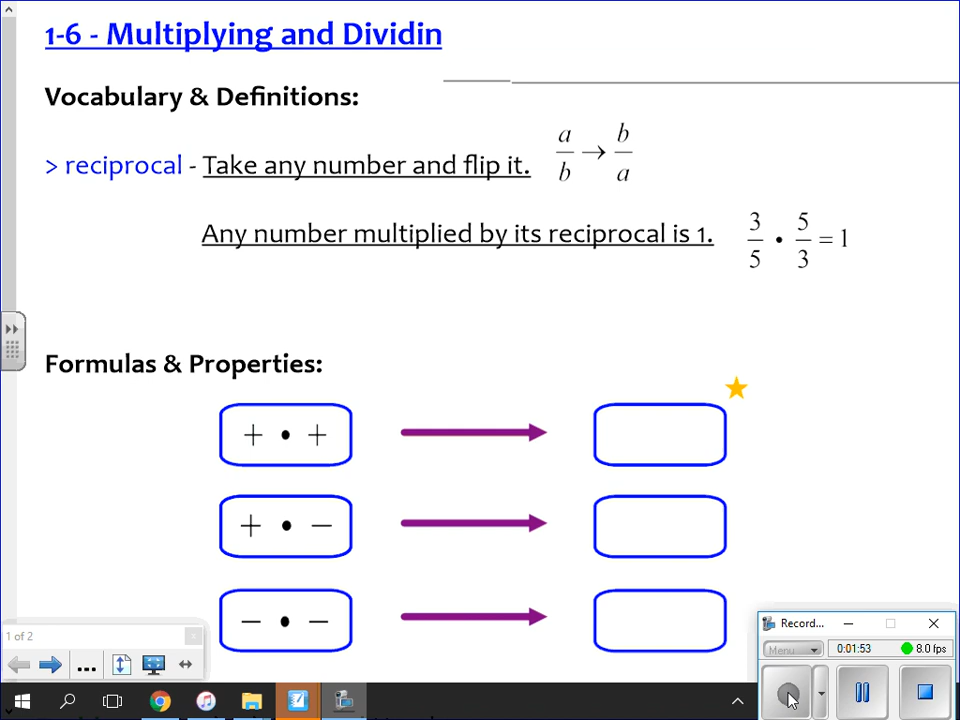 1-6 - Multiplying and Dividin
Vocabulary & Definitions:
> reciprocal - Take any number and flip it. a/b → b/a
Any number multiplied by its reciprocal is 1. 3/5 • 5/3 = 1
Formulas & Properties:
+ • +
+ • −
− • −
1 of 2
...
Record...
Menu
0:01:53
8.0 fps